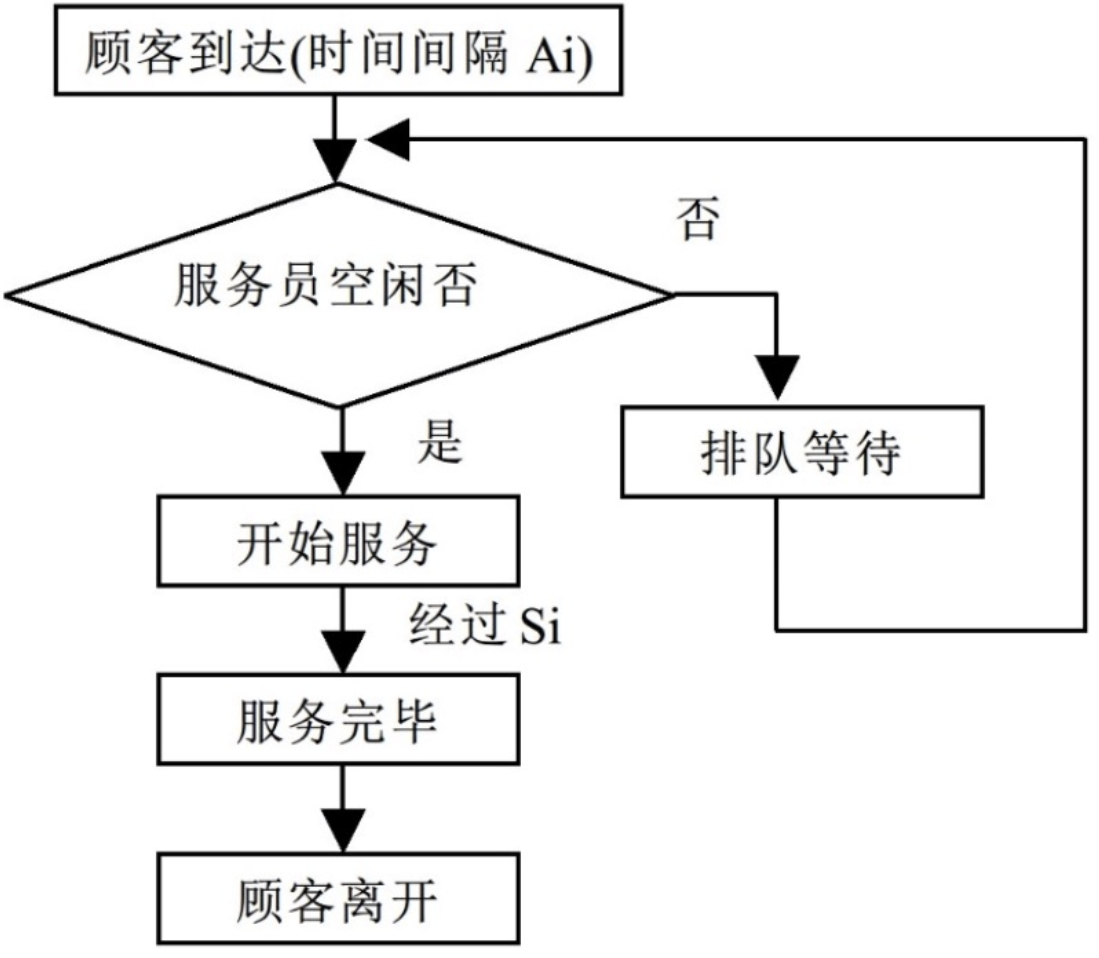 顾客到达(时间间隔 Ai)
否
服务员空闲否
是
排队等待
开始服务
经过 Si
服务完毕
顾客离开